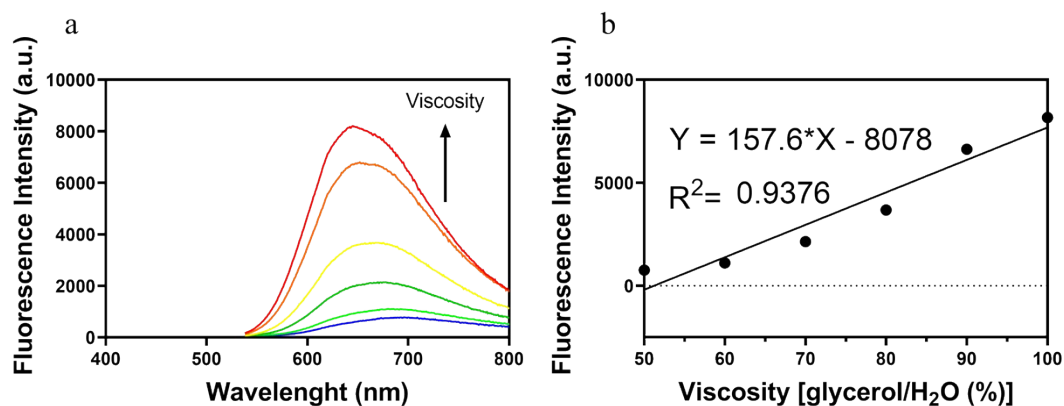 a
Fluorescence Intensity (a.u.)
10000
8000
6000
4000
2000
0
400
500
600
700
800
Wavelenght (nm)
Viscosity
b
Fluorescence Intensity (a.u.)
10000
5000
0
50
60
70
80
90
100
Viscosity [glycerol/H₂O (%)]
Y = 157.6*X - 8078
R²= 0.9376